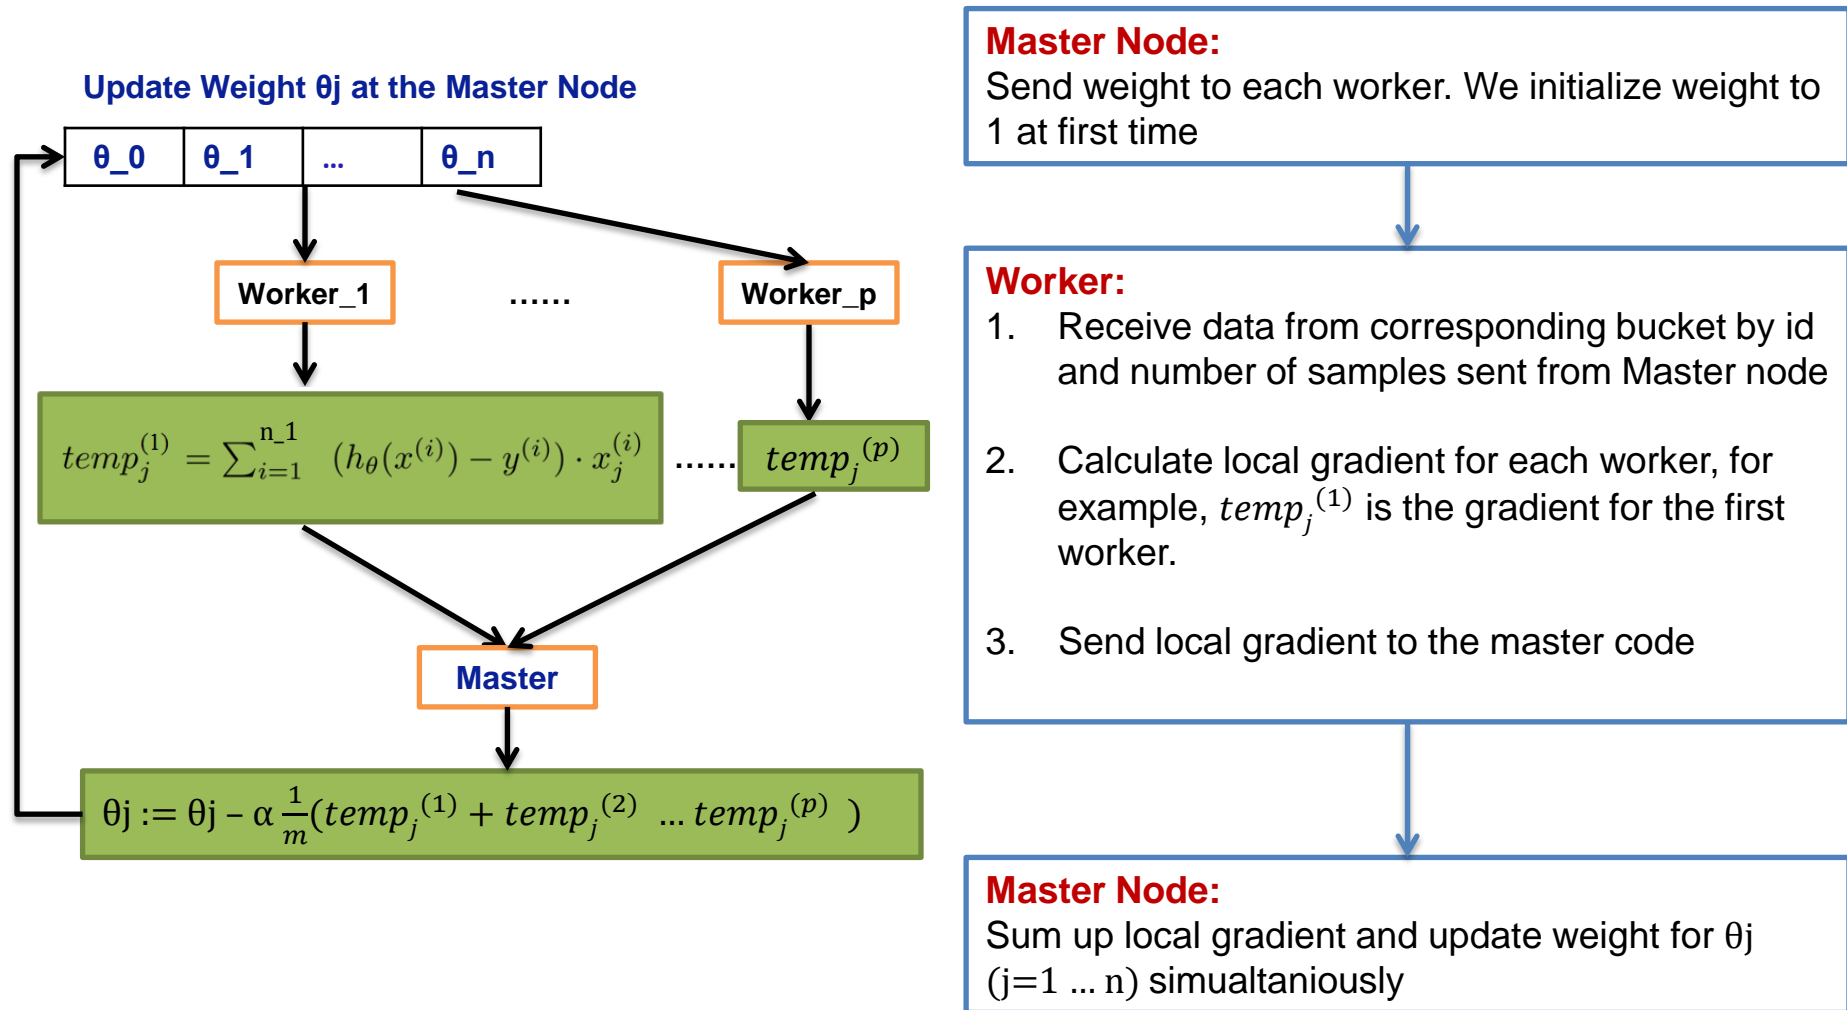 Update Weight θj at the Master Node
θ_0 θ_1 ... θ_n
Worker_1 ...... Worker_p
temp_j^{(1)} = ∑_{i=1}^{n_1} (h_θ(x^{(i)}) − y^{(i)}) · x_j^{(i)} ...... temp_j^{(p)}
Master
θj := θj – α \frac{1}{m}(temp_j^{(1)} + temp_j^{(2)} ... temp_j^{(p)} )
Master Node:
Send weight to each worker. We initialize weight to
1 at first time
Worker:
1. Receive data from corresponding bucket by id
and number of samples sent from Master node
2. Calculate local gradient for each worker, for
example, temp_j^{(1)} is the gradient for the first
worker.
3. Send local gradient to the master code
Master Node:
Sum up local gradient and update weight for θj
(j=1 ... n) simualtaniously